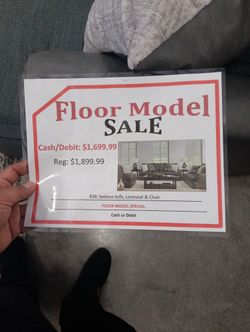 Floor Model
SALE
Cash/Debit: $1,699.99
Reg: $1,899.99
839: Sedona Sofa, Loveseat & Chair
FLOOR MODEL SPECIAL.
Cash or Debit